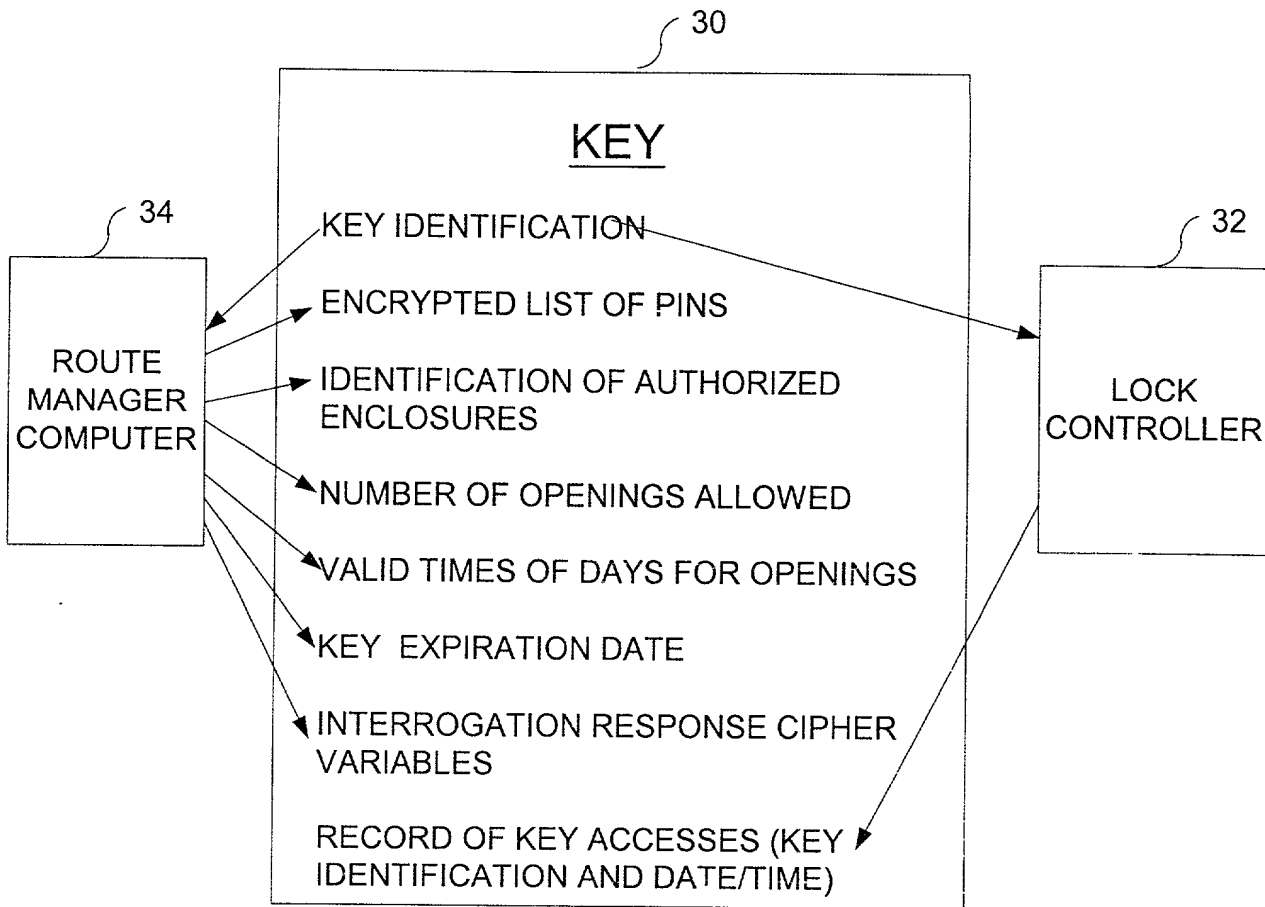 30
KEY
34
KEY IDENTIFICATION
32
ENCRYPTED LIST OF PINS
ROUTE
MANAGER
COMPUTER
IDENTIFICATION OF AUTHORIZED
ENCLOSURES
LOCK
CONTROLLER
NUMBER OF OPENINGS ALLOWED
VALID TIMES OF DAYS FOR OPENINGS
KEY EXPIRATION DATE
INTERROGATION RESPONSE CIPHER
VARIABLES
RECORD OF KEY ACCESSES (KEY
IDENTIFICATION AND DATE/TIME)